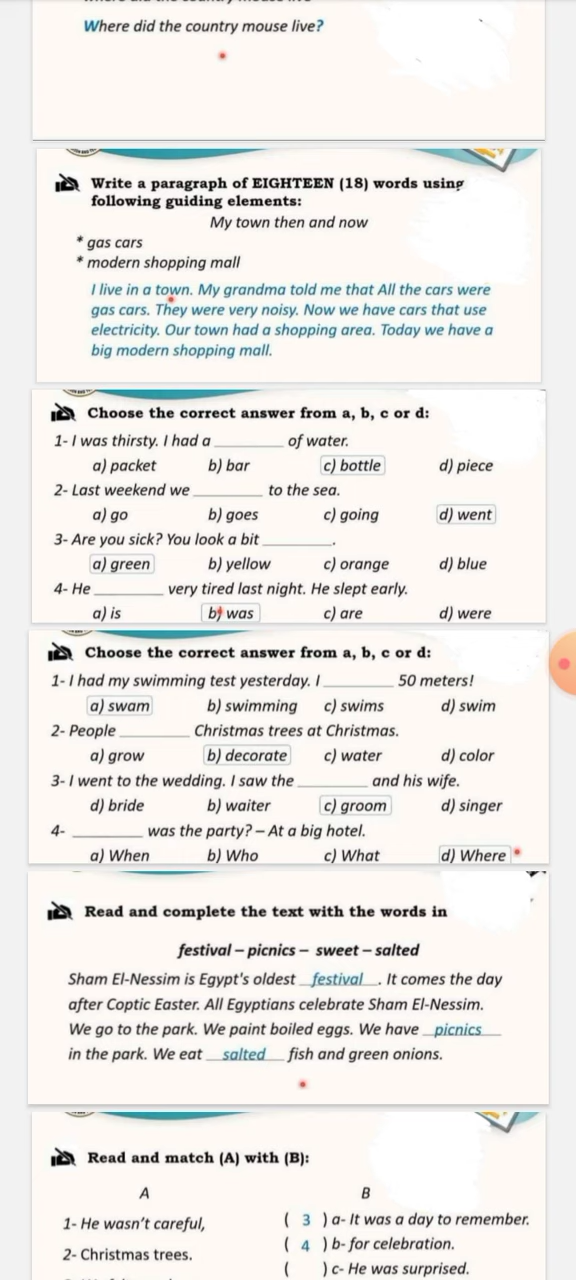 Where did the country mouse live?
Write a paragraph of EIGHTEEN (18) words using
following guiding elements:
My town then and now
* gas cars
* modern shopping mall
I live in a town. My grandma told me that All the cars were
gas cars. They were very noisy. Now we have cars that use
electricity. Our town had a shopping area. Today we have a
big modern shopping mall.
Choose the correct answer from a, b, c or d:
1- I was thirsty. I had a ________ of water.
a) packet b) bar c) bottle d) piece
2- Last weekend we ________ to the sea.
a) go b) goes c) going d) went
3- Are you sick? You look a bit ________.
a) green b) yellow c) orange d) blue
4- He ________ very tired last night. He slept early.
a) is b) was c) are d) were
Choose the correct answer from a, b, c or d:
1- I had my swimming test yesterday. I ________ 50 meters!
a) swam b) swimming c) swims d) swim
2- People ________ Christmas trees at Christmas.
a) grow b) decorate c) water d) color
3- I went to the wedding. I saw the ________ and his wife.
d) bride b) waiter c) groom d) singer
4- ________ was the party? – At a big hotel.
a) When b) Who c) What d) Where
Read and complete the text with the words in
festival – picnics – sweet – salted
Sham El-Nessim is Egypt's oldest festival. It comes the day
after Coptic Easter. All Egyptians celebrate Sham El-Nessim.
We go to the park. We paint boiled eggs. We have picnics
in the park. We eat salted fish and green onions.
Read and match (A) with (B):
A B
1- He wasn't careful, ( 3 ) a- It was a day to remember.
2- Christmas trees. ( 4 ) b- for celebration.
( ) c- He was surprised.